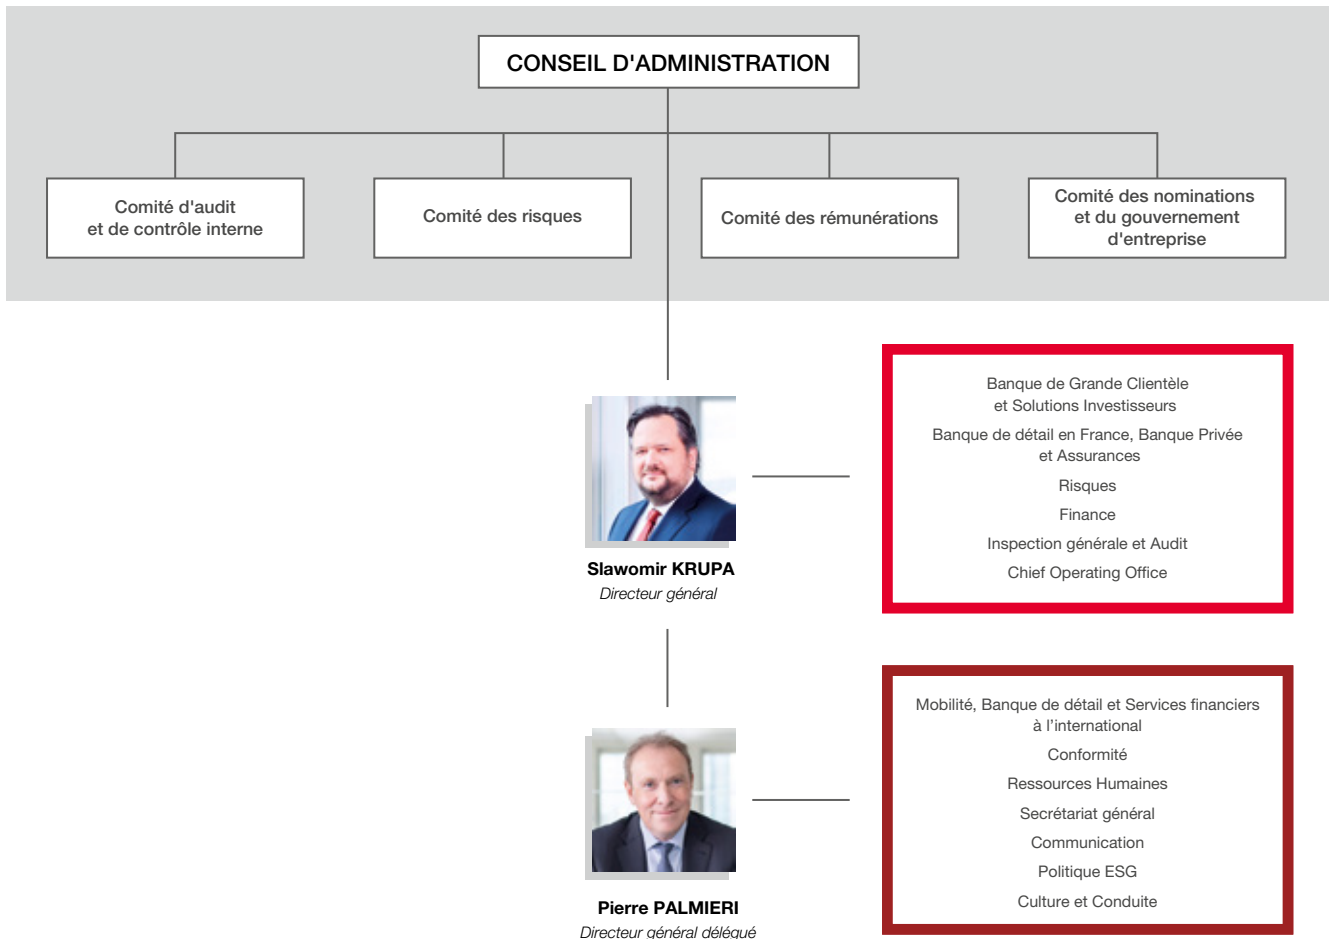 CONSEIL D'ADMINISTRATION
Comité d'audit
et de contrôle interne
Comité des risques
Comité des rémunérations
Comité des nominations
et du gouvernement
d'entreprise
Banque de Grande Clientèle
et Solutions Investisseurs
Banque de détail en France, Banque Privée
et Assurances
Risques
Finance
Inspection générale et Audit
Chief Operating Office
Slawomir KRUPA
Directeur général
Mobilité, Banque de détail et Services financiers
à l’international
Conformité
Ressources Humaines
Secrétariat général
Communication
Politique ESG
Culture et Conduite
Pierre PALMIERI
Directeur général délégué